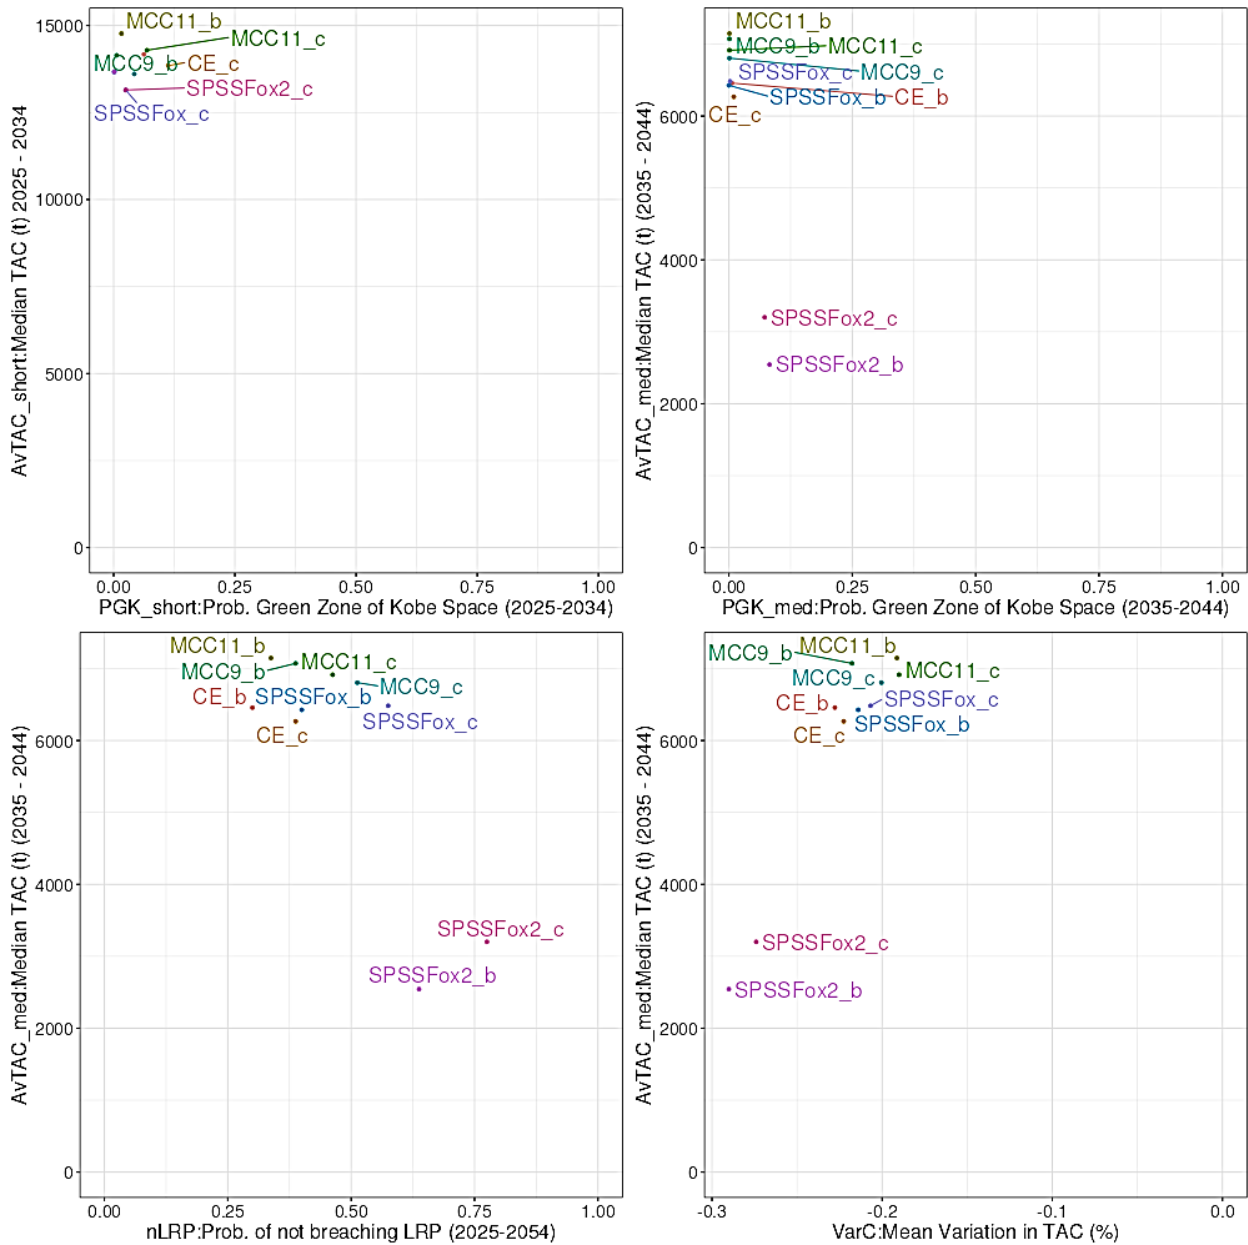 AvTAC_short:Median TAC (t) 2025 - 2034
15000
10000
5000
0
MCC11_b
MCC11_c
MCC9_b
CE_c
SPSSFox2_c
SPSSFox_c
0.00 0.25 0.50 0.75 1.00
PGK_short:Prob. Green Zone of Kobe Space (2025-2034)
AvTAC_med:Median TAC (t) (2035 - 2044)
6000
4000
2000
0
MCC11_b
MCC9_b
MCC11_c
SPSSFox_c
MCC9_c
SPSSFox_b
CE_b
CE_c
SPSSFox2_c
SPSSFox2_b
0.00 0.25 0.50 0.75 1.00
PGK_med:Prob. Green Zone of Kobe Space (2035-2044)
AvTAC_med:Median TAC (t) (2035 - 2044)
6000
4000
2000
0
MCC11_b
MCC9_b
MCC11_c
CE_b
SPSSFox_b
MCC9_c
SPSSFox_c
CE_c
SPSSFox2_c
SPSSFox2_b
0.00 0.25 0.50 0.75 1.00
nLRP:Prob. of not breaching LRP (2025-2054)
AvTAC_med:Median TAC (t) (2035 - 2044)
6000
4000
2000
0
MCC11_b
MCC9_b
MCC11_c
MCC9_c
CE_b
SPSSFox_c
SPSSFox_b
CE_c
SPSSFox2_c
SPSSFox2_b
-0.3 -0.2 -0.1 0.0
VarC:Mean Variation in TAC (%)